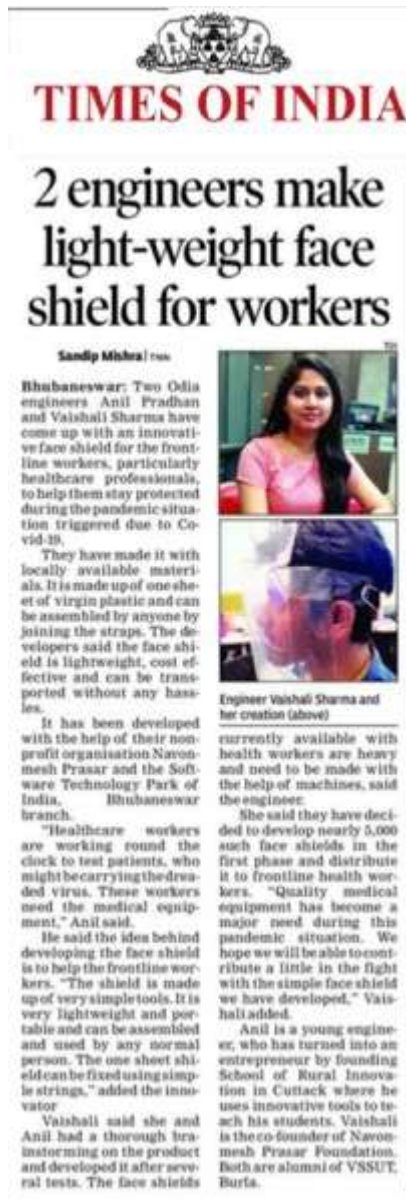 TIMES OF INDIA
2 engineers make
light-weight face
shield for workers
Sandip Mishra | TNN
Bhubaneswar: Two Odia
engineers Anil Pradhan
and Vaishali Sharma have
come up with an innovati-
ve face shield for the front-
line workers, particularly
healthcare professionals,
to help them stay protected
during the pandemic situa-
tion triggered due to Co-
vid-19.
They have made it with
locally available materi-
als. It is made up of one she-
et of virgin plastic and can
be assembled by anyone by
joining the straps. The de-
velopers said the face shi-
eld is lightweight, cost ef-
fective and can be trans-
ported without any hass-
les.
It has been developed
with the help of their non-
profit organisation Navon-
mesh Prasar and the Soft-
ware Technology Park of
India, Bhubaneswar
branch.
"Healthcare workers
are working round the
clock to test patients, who
might be carrying the drea-
ded virus. These workers
need the medical equip-
ment," Anil said.
He said the idea behind
developing the face shield
is to help the frontline wor-
kers. "The shield is made
up of very simple tools. It is
very lightweight and por-
table and can be assembled
and used by any normal
person. The one sheet shi-
eld can be fixed using simp-
le strings," added the inno-
vator
Vaishali said she and
Anil had a thorough bra-
instorming on the product
and developed it after seve-
ral tests. The face shields
TOI
Engineer Vaishali Sharma and
her creation (above)
currently available with
health workers are heavy
and need to be made with
the help of machines, said
the engineer.
She said they have deci-
ded to develop nearly 5,000
such face shields in the
first phase and distribute
it to frontline health wor-
kers. "Quality medical
equipment has become a
major need during this
pandemic situation. We
hope we will be able to cont-
ribute a little in the fight
with the simple face shield
we have developed," Vais-
hali added.
Anil is a young engine-
er, who has turned into an
entrepreneur by founding
School of Rural Innova-
tion in Cuttack where he
uses innovative tools to te-
ach his students. Vaishali
is the co-founder of Navon-
mesh Prasar Foundation.
Both are alumni of VSSUT,
Burla.